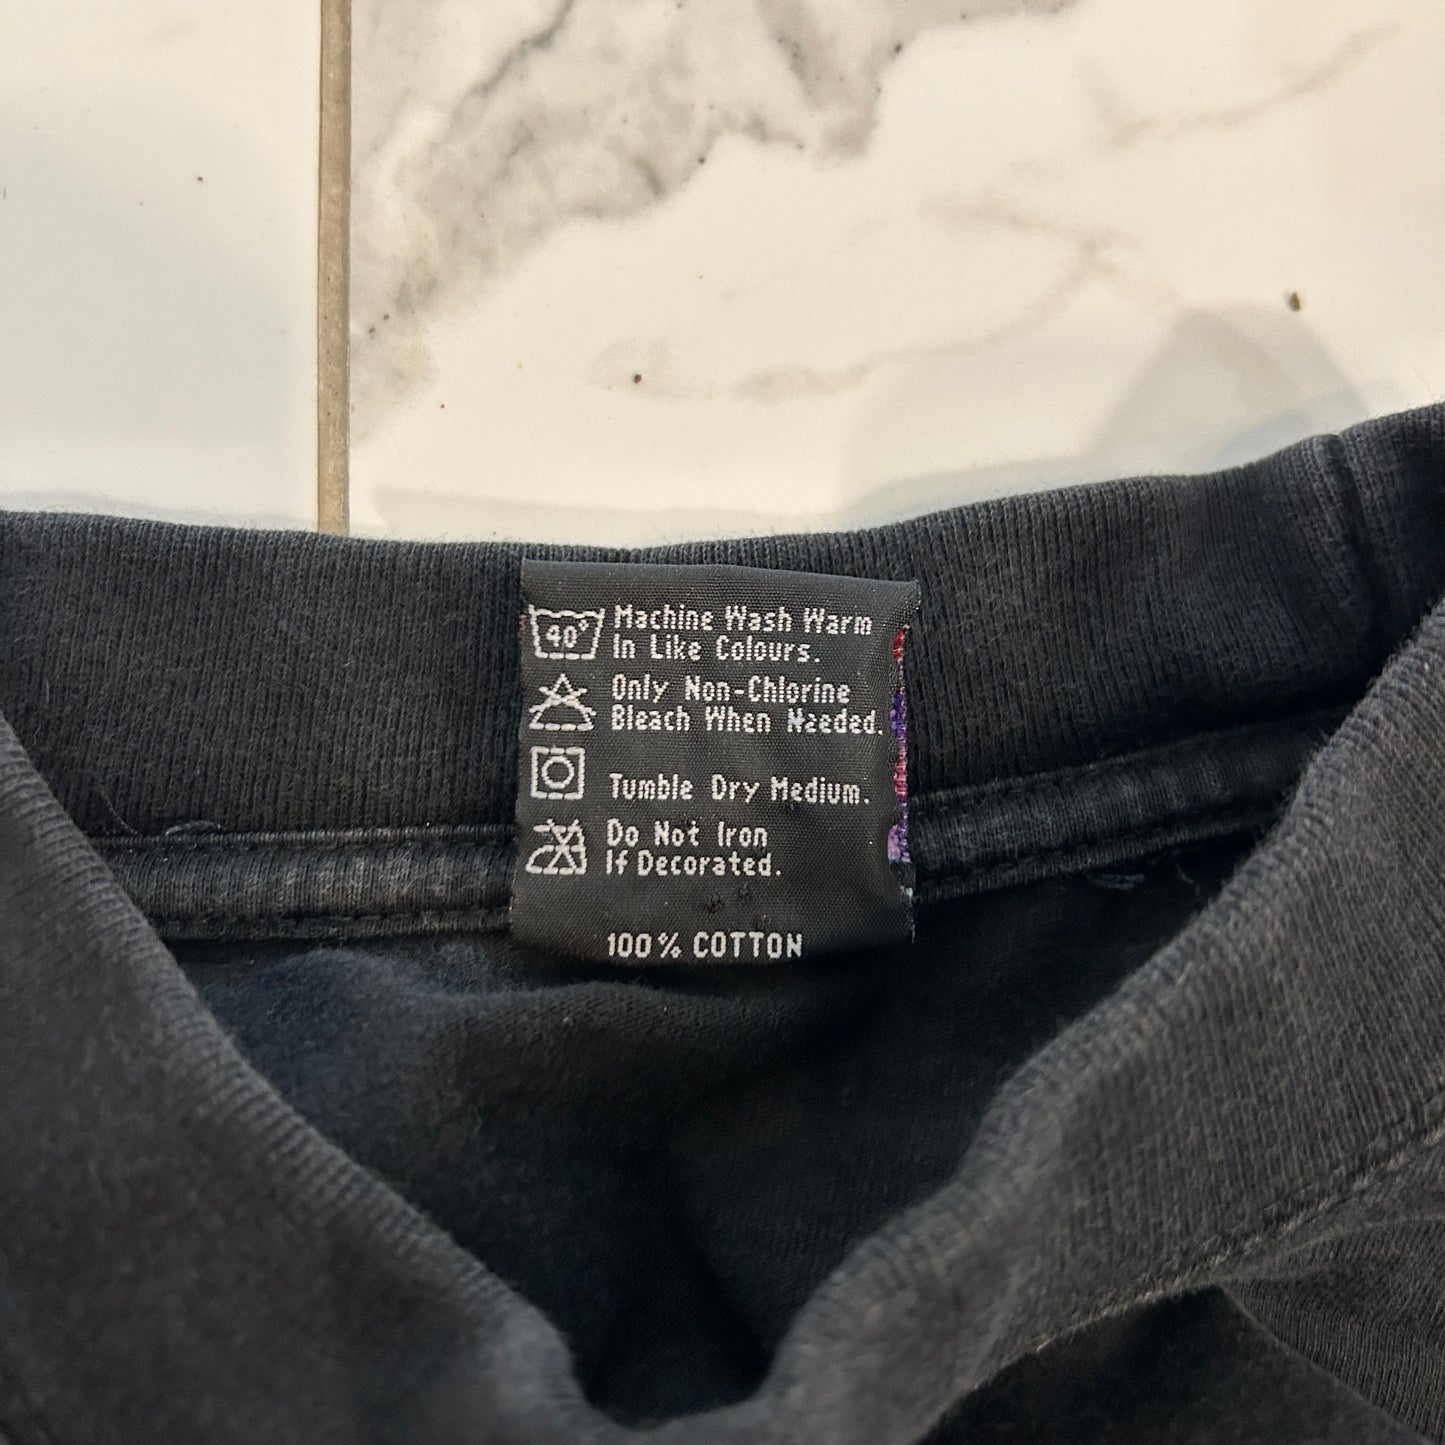 40° Machine Wash Warm
In Like Colours.
Only Non-Chlorine
Bleach When Needed.
Tumble Dry Medium.
Do Not Iron
If Decorated.
100% COTTON